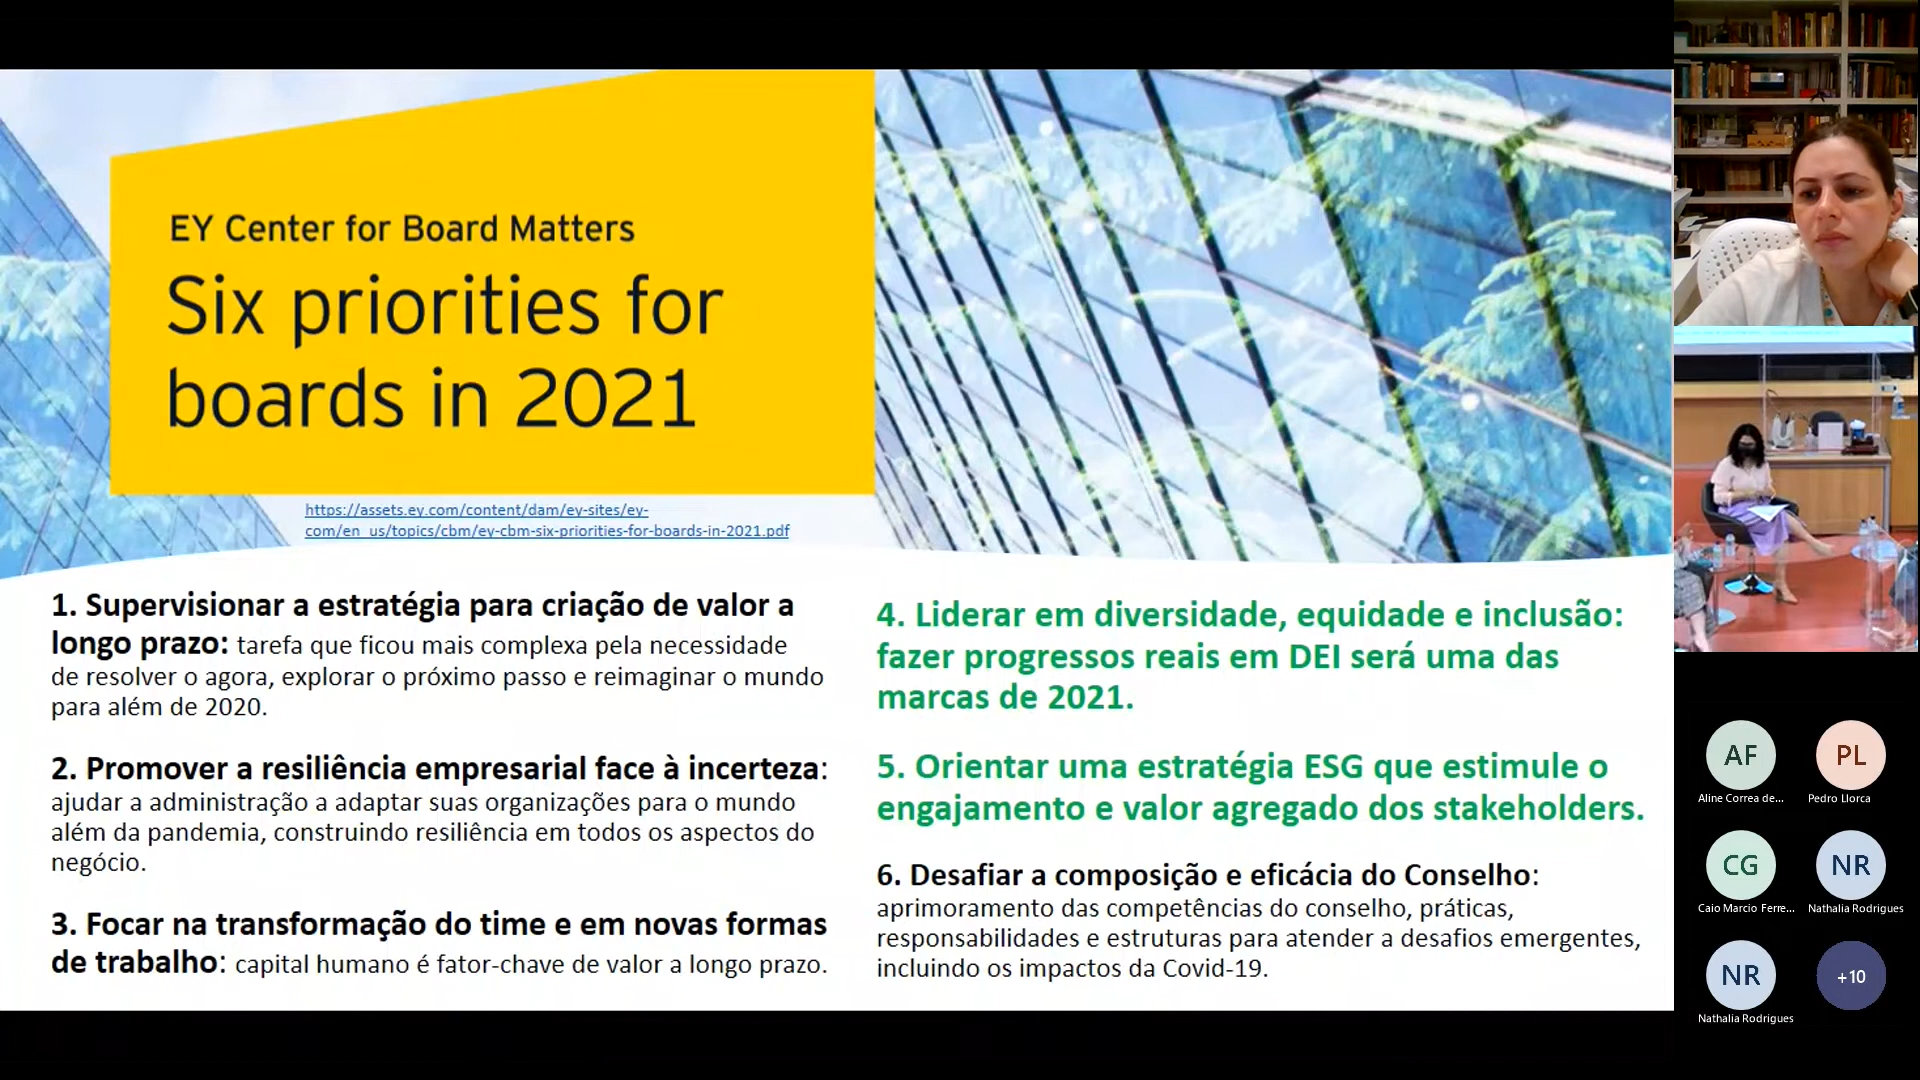 EY Center for Board Matters
Six priorities for
boards in 2021
https://assets.ey.com/content/dam/ey-sites/ey-
com/en_us/topics/cbm/ey-cbm-six-priorities-for-boards-in-2021.pdf
1. Supervisionar a estratégia para criação de valor a
longo prazo: tarefa que ficou mais complexa pela necessidade
de resolver o agora, explorar o próximo passo e reimaginar o mundo
para além de 2020.
2. Promover a resiliência empresarial face à incerteza:
ajudar a administração a adaptar suas organizações para o mundo
além da pandemia, construindo resiliência em todos os aspectos do
negócio.
3. Focar na transformação do time e em novas formas
de trabalho: capital humano é fator-chave de valor a longo prazo.
4. Liderar em diversidade, equidade e inclusão:
fazer progressos reais em DEI será uma das
marcas de 2021.
5. Orientar uma estratégia ESG que estimule o
engajamento e valor agregado dos stakeholders.
6. Desafiar a composição e eficácia do Conselho:
aprimoramento das competências do conselho, práticas,
responsabilidades e estruturas para atender a desafios emergentes,
incluindo os impactos da Covid-19.
AF
Aline Correa de...
PL
Pedro Llorca
CG
Caio Marcio Ferre...
NR
Nathalia Rodrigues
NR
Nathalia Rodrigues
+10